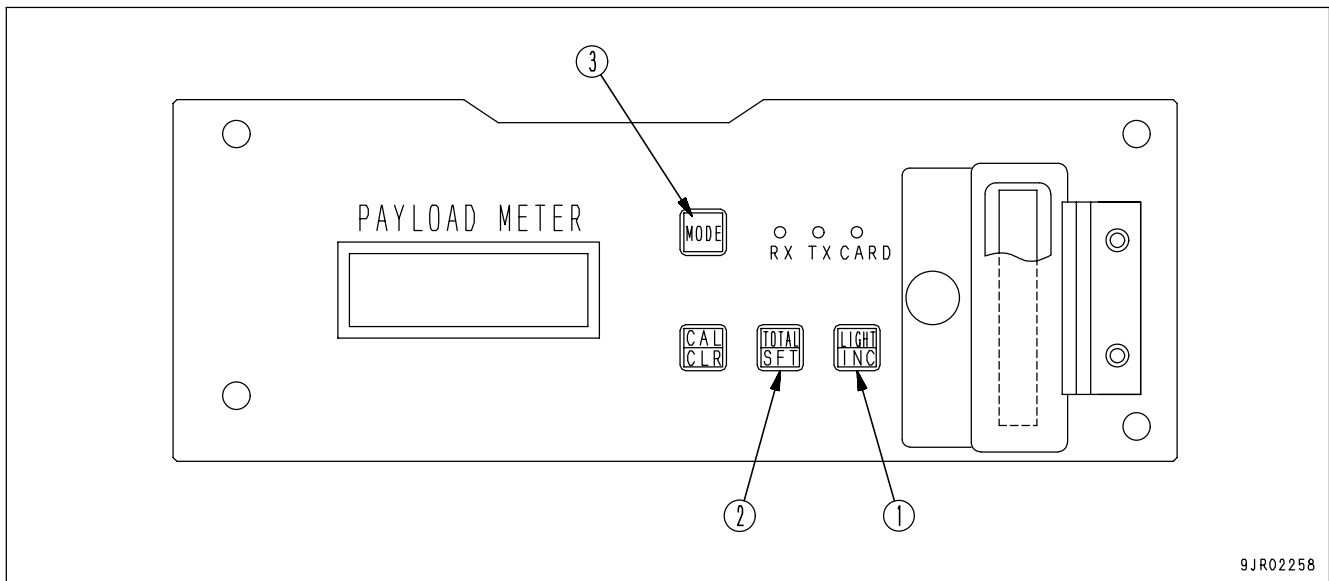 3
PAYLOAD METER
MODE
RX TX CARD
CAL
CLR
TOTAL
SFT
LIGHT
INC
2
1
9JR02258